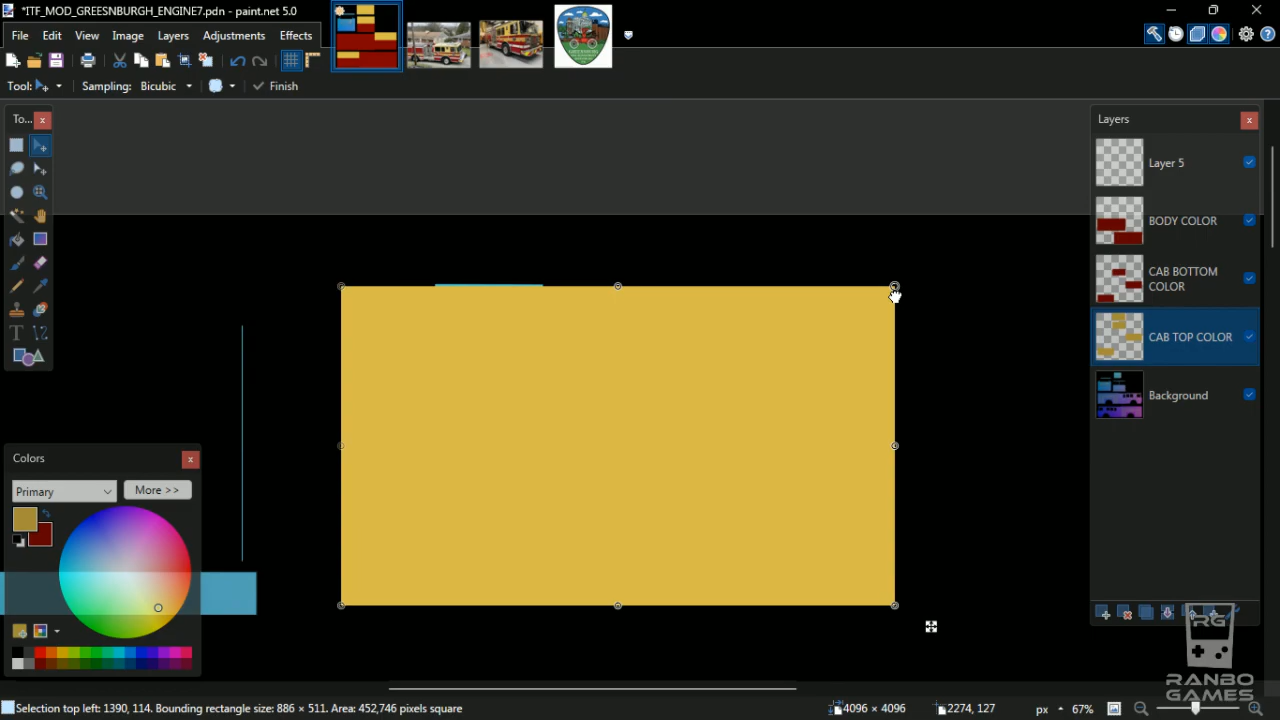 *ITF_MOD_GREESNBURGH_ENGINE7.pdn - paint.net 5.0
File Edit View Image Layers Adjustments Effects
Tool: Sampling: Bicubic Finish
To...
Layers
Layer 5
BODY COLOR
CAB BOTTOM COLOR
CAB TOP COLOR
Background
Colors
Primary
More >>
RG
RANBO
GAMES
Selection top left: 1390, 114. Bounding rectangle size: 886 × 511. Area: 452,746 pixels square
4096 × 4096
2274, 127
px
67%